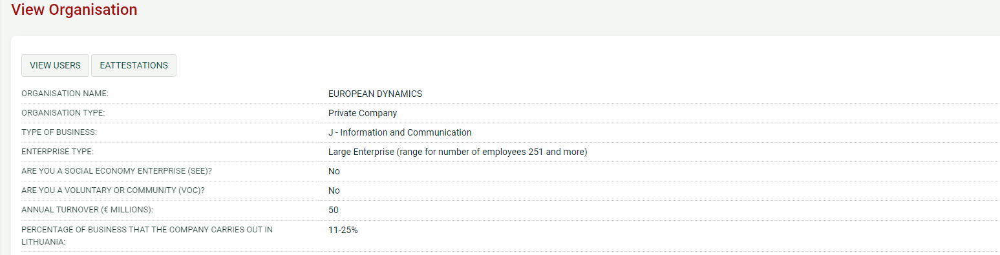 View Organisation
VIEW USERS EATTESTATIONS
ORGANISATION NAME: EUROPEAN DYNAMICS
ORGANISATION TYPE: Private Company
TYPE OF BUSINESS: J - Information and Communication
ENTERPRISE TYPE: Large Enterprise (range for number of employees 251 and more)
ARE YOU A SOCIAL ECONOMY ENTERPRISE (SEE)? No
ARE YOU A VOLUNTARY OR COMMUNITY (VOC)? No
ANNUAL TURNOVER (€ MILLIONS): 50
PERCENTAGE OF BUSINESS THAT THE COMPANY CARRIES OUT IN 11-25%
LITHUANIA: